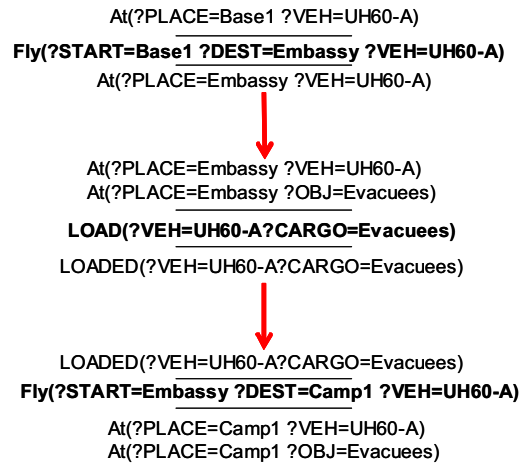 At(?PLACE=Base1 ?VEH=UH60-A)
Fly(?START=Base1 ?DEST=Embassy ?VEH=UH60-A)
At(?PLACE=Embassy ?VEH=UH60-A)
At(?PLACE=Embassy ?VEH=UH60-A)
At(?PLACE=Embassy ?OBJ=Evacuees)
LOAD(?VEH=UH60-A?CARGO=Evacuees)
LOADED(?VEH=UH60-A?CARGO=Evacuees)
LOADED(?VEH=UH60-A?CARGO=Evacuees)
Fly(?START=Embassy ?DEST=Camp1 ?VEH=UH60-A)
At(?PLACE=Camp1 ?VEH=UH60-A)
At(?PLACE=Camp1 ?OBJ=Evacuees)